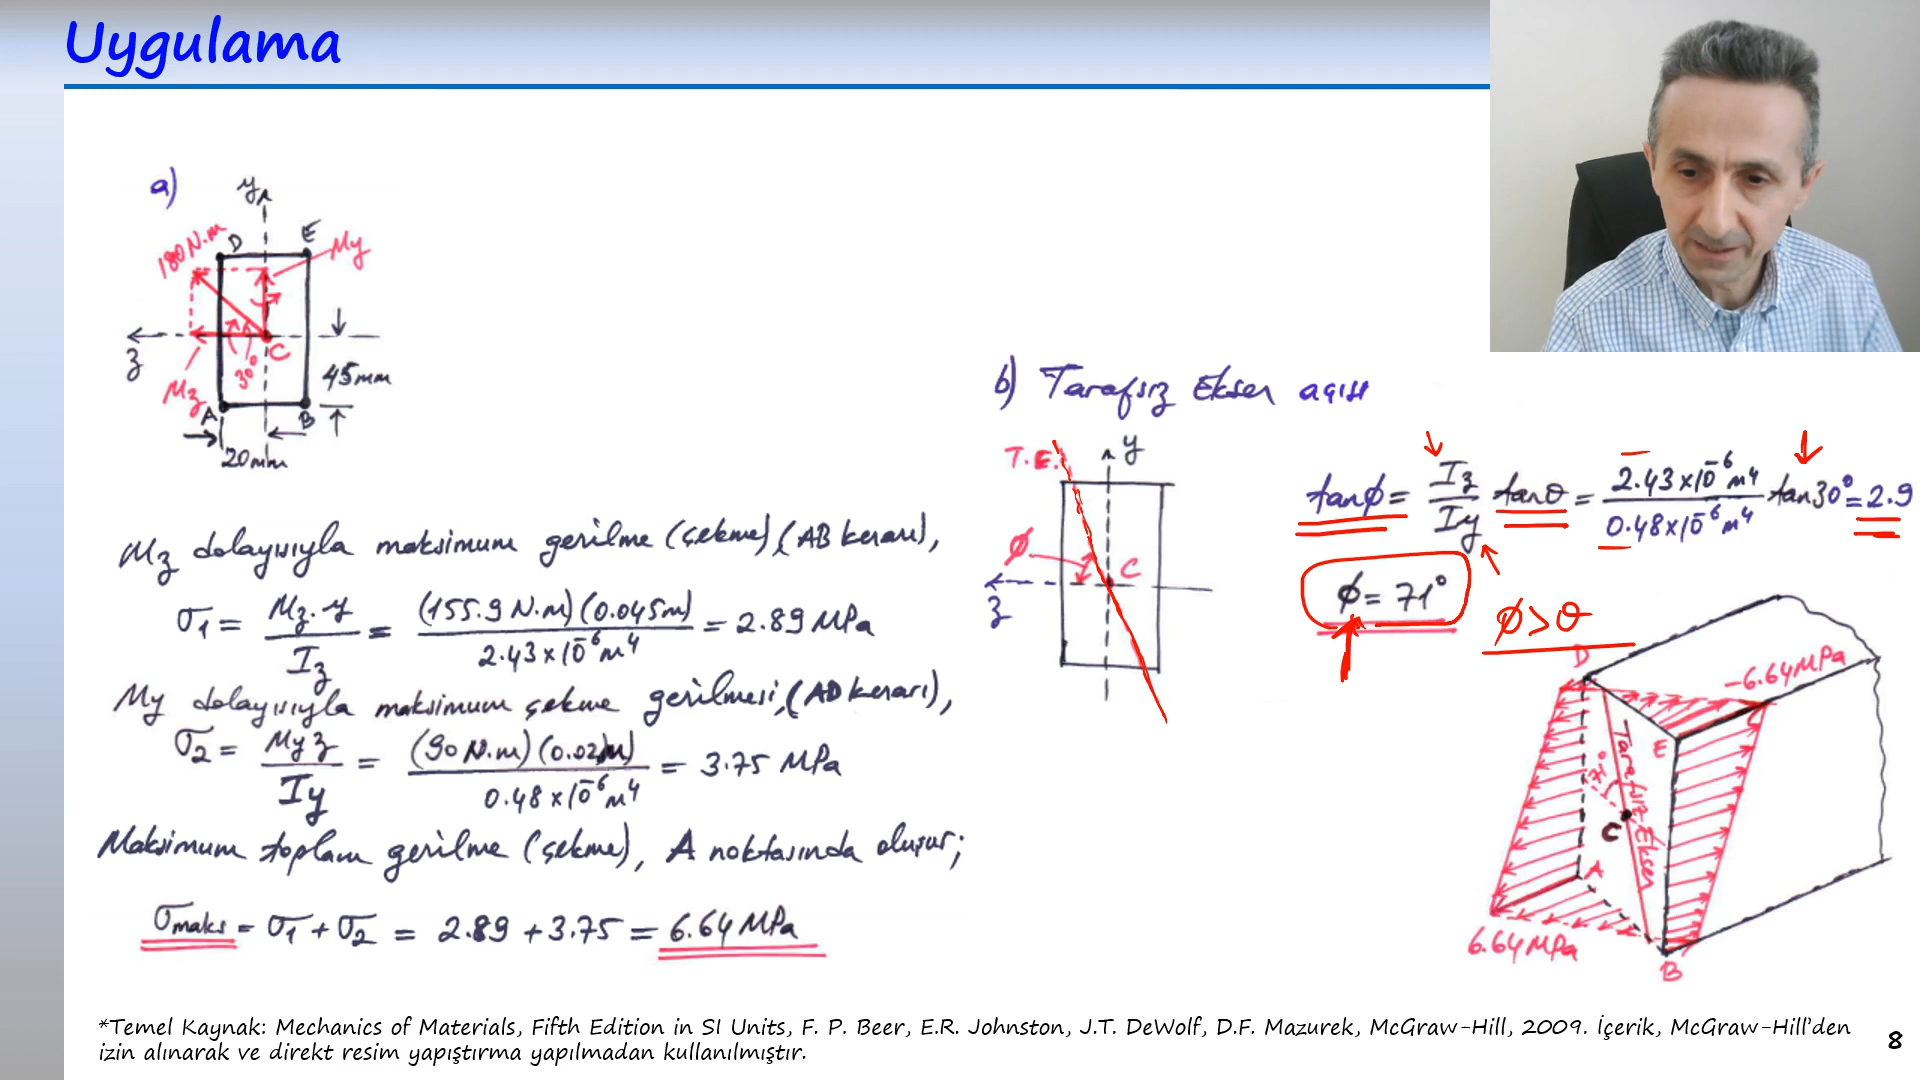 Uygulama
a)
y
D
E
180 N.m
My
z
C
30°
Mz
45mm
A
B
20mm
Mz dolayısıyla maksimum gerilme (çekme), (AB kenarı),
σ1 = Mz.y / Iz = (155.9 N.m)(0.045m) / 2.43x10⁻⁶m⁴ = 2.89 MPa
My dolayısıyla maksimum çekme gerilmesi, (AD kenarı),
σ2 = My z / Iy = (90 N.m)(0.02m) / 0.48x10⁻⁶m⁴ = 3.75 MPa
Maksimum toplam gerilme (çekme), A noktasında oluşur;
σmaks = σ1 + σ2 = 2.89 + 3.75 = 6.64 MPa
b) Tarafsız Eksen açısı
T.E.
y
φ
C
z
tanφ = Iz / Iy tanθ = 2.43x10⁻⁶m⁴ / 0.48x10⁻⁶m⁴ tan30° = 2.9
φ = 71°
φ > θ
D
-6.64MPa
E
71°
Tarafsız Eksen
C
A
6.64MPa
B
*Temel Kaynak: Mechanics of Materials, Fifth Edition in SI Units, F. P. Beer, E.R. Johnston, J.T. DeWolf, D.F. Mazurek, McGraw-Hill, 2009. İçerik, McGraw-Hill'den
izin alınarak ve direkt resim yapıştırma yapılmadan kullanılmıştır.
8